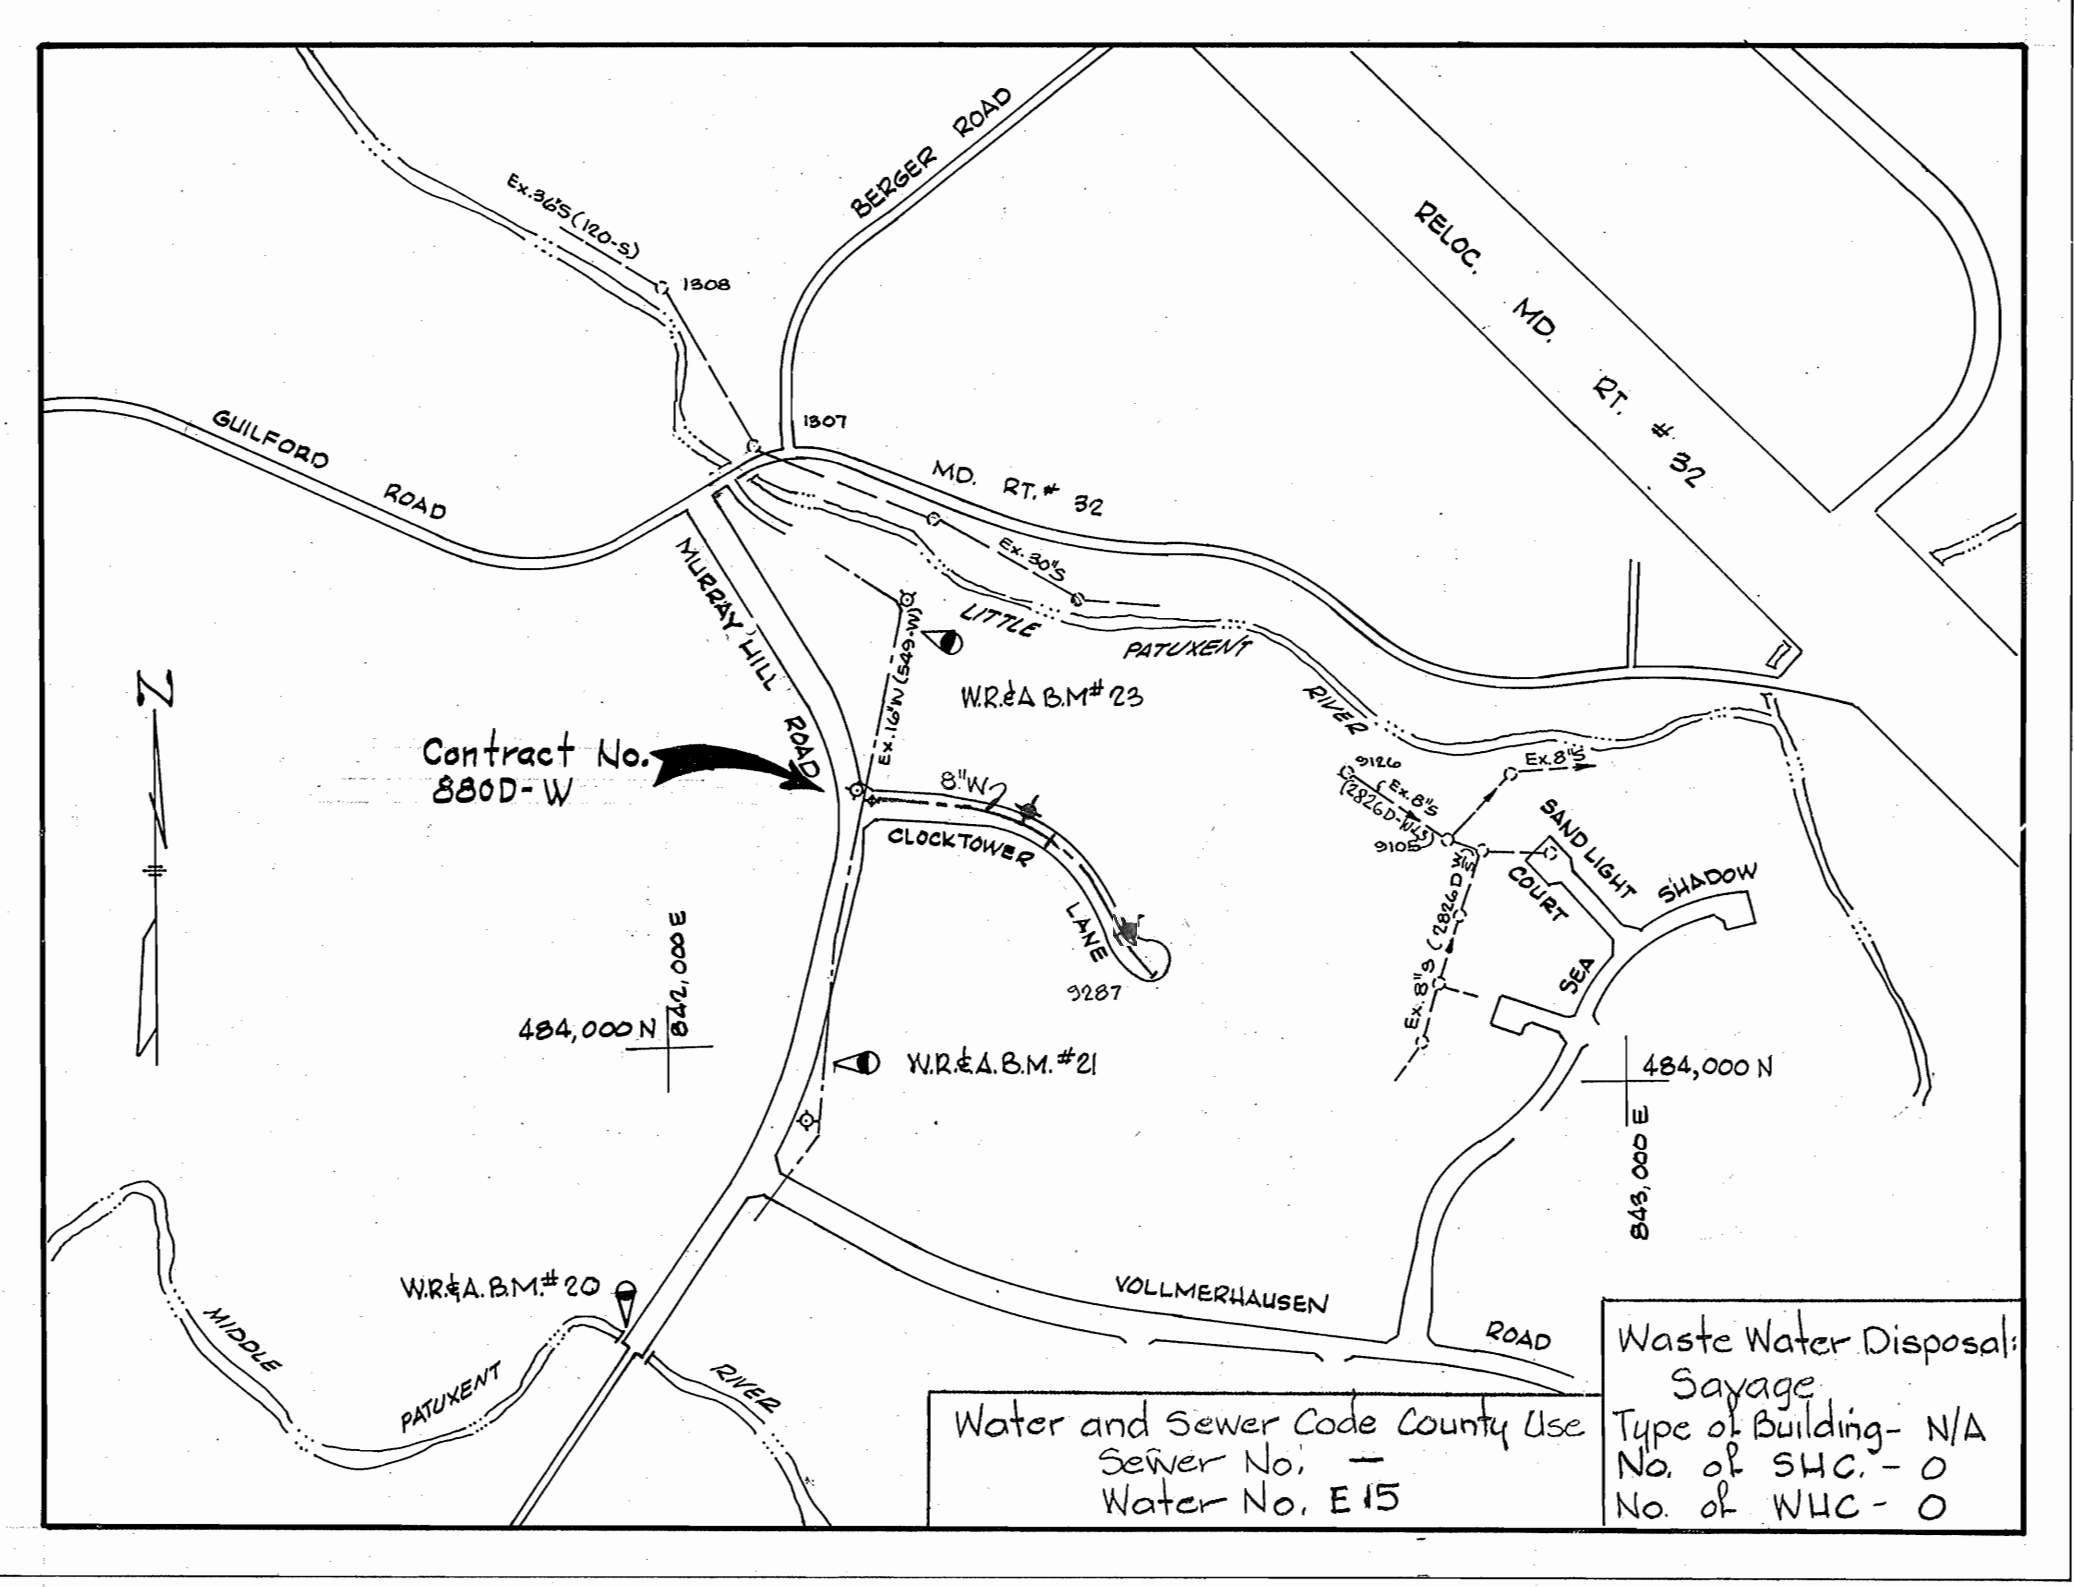 BERGER ROAD
Ex.36"S (120-S)
1308
RELOC. MD. RT. # 32
GUILFORD ROAD
1307
MD. RT.# 32
Ex. 30"S
MURRAY HILL ROAD
LITTLE PATUXENT RIVER
Ex.16"W (549-W)
W.R.&A B.M# 23
N
Contract No.
880D-W
8"W
CLOCKTOWER LANE
9287
9126
Ex.8"S
(2826D-W&S)
Ex.8"S
9105
SAND LIGHT
COURT
SEA SHADOW
Ex. 8"S (2826D W&S)
842,000 E
484,000 N
W.R.&A. B.M. #21
484,000 N
843,000 E
W.R.&A. B.M.# 20
MIDDLE PATUXENT RIVER
VOLLMERHAUSEN ROAD
Water and Sewer Code County Use
Sewer No. —
Water No. E15
Waste Water Disposal:
Savage
Type of Building- N/A
No. of SHC. - 0
No. of WHC - 0